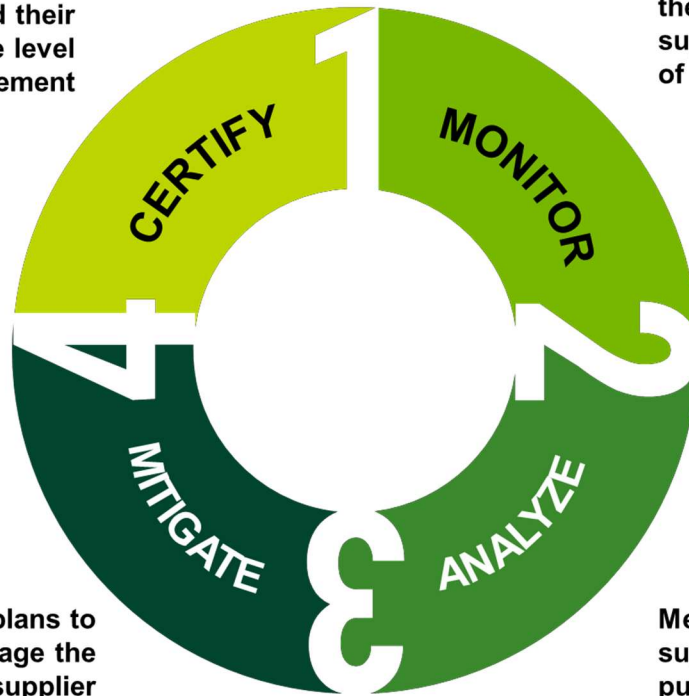 d their
e level
ement
the
su
of
1
CERTIFY
MONITOR
4
2
MITIGATE
ANALYZE
3
plans to
age the
supplier
Me
su
pu